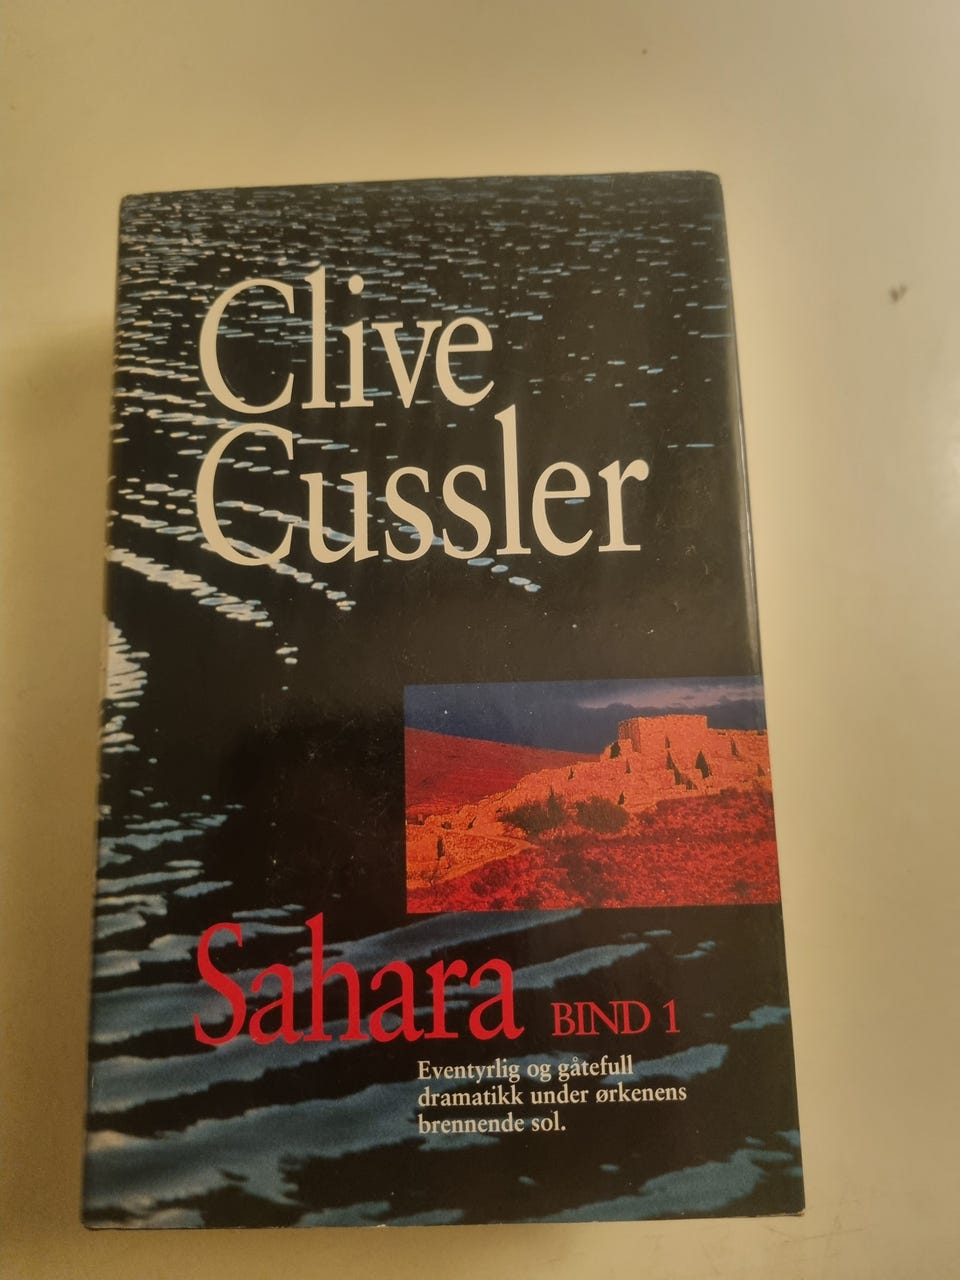 Clive
Cussler
Sahara BIND 1
Eventyrlig og gåtefull
dramatikk under ørkenens
brennende sol.